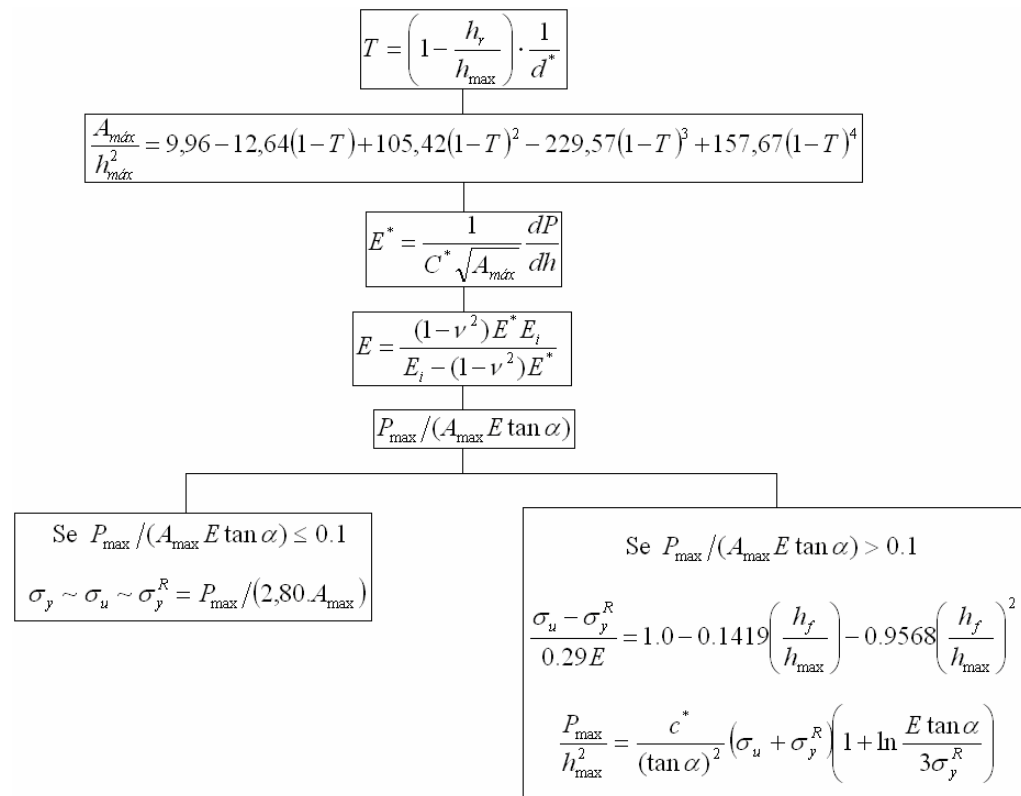 T = (1 − h_r / h_max) · 1 / d*
A_máx / h²_máx = 9,96 − 12,64(1 − T) + 105,42(1 − T)² − 229,57(1 − T)³ + 157,67(1 − T)⁴
E* = 1 / (C* √A_máx) dP / dh
E = (1 − ν²)E* E_i / (E_i − (1 − ν²)E*)
P_max /(A_max E tan α)
Se P_max /(A_max E tan α) ≤ 0.1
σ_y ~ σ_u ~ σ_y^R = P_max /(2,80.A_max)
Se P_max /(A_max E tan α) > 0.1
(σ_u − σ_y^R) / 0.29E = 1.0 − 0.1419(h_f / h_max) − 0.9568(h_f / h_max)²
P_max / h²_max = c* / (tan α)² (σ_u + σ_y^R)(1 + ln E tan α / 3σ_y^R)